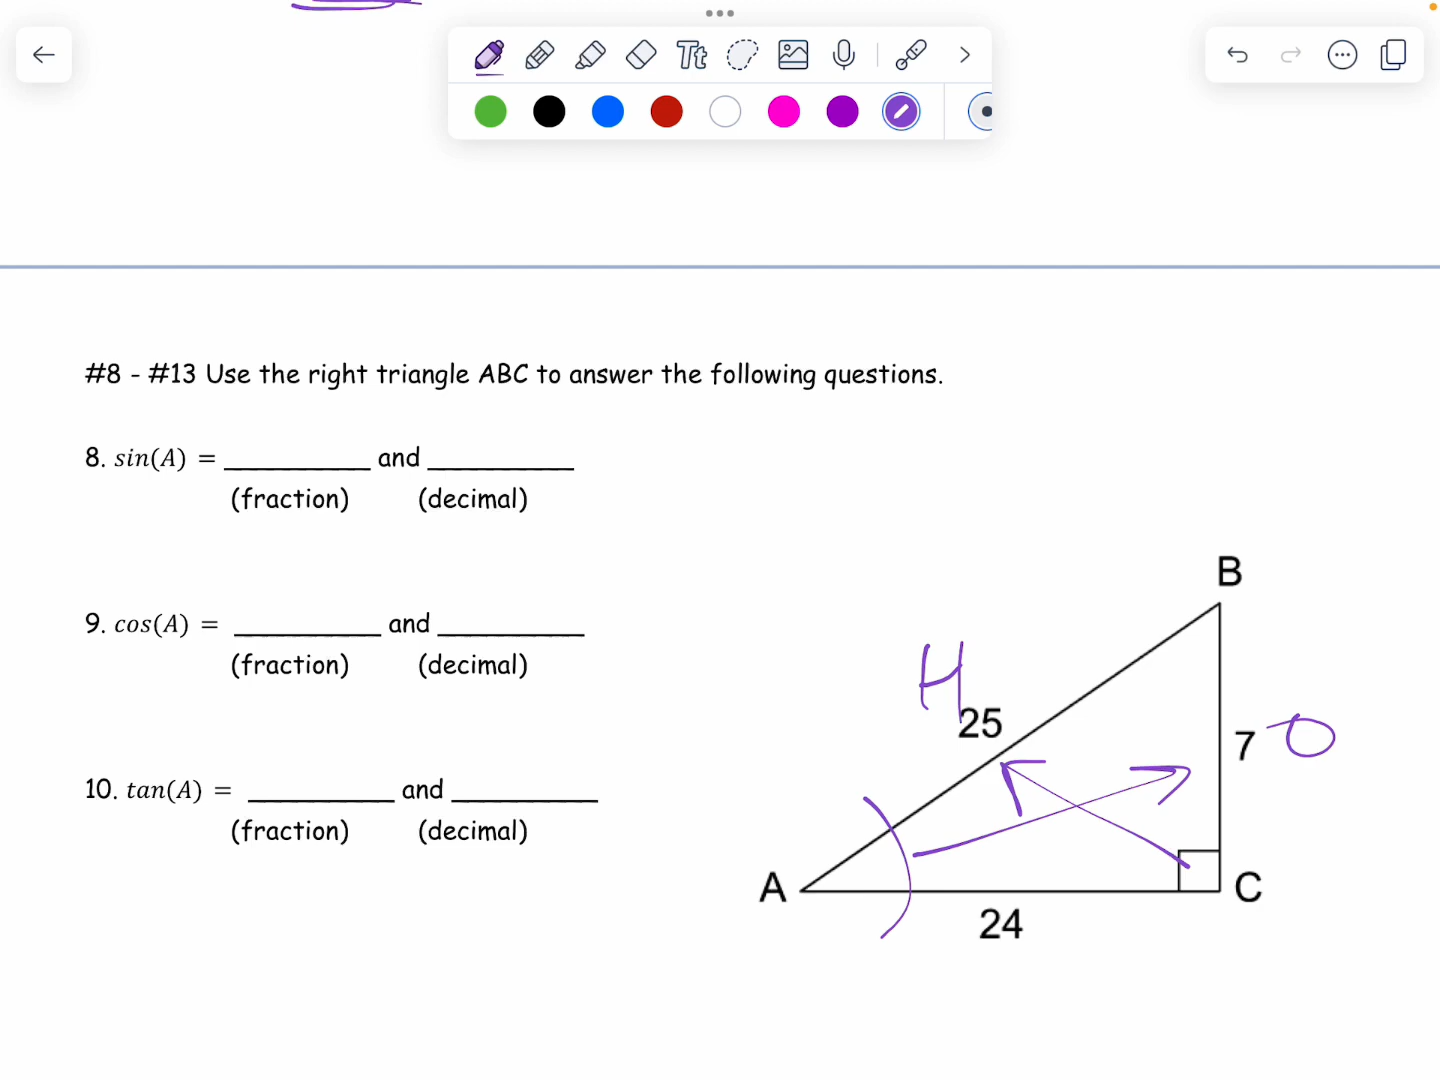 Tt
#8 - #13 Use the right triangle ABC to answer the following questions.
8. sin(A) = __________ and __________
(fraction) (decimal)
9. cos(A) = __________ and __________
(fraction) (decimal)
10. tan(A) = __________ and __________
(fraction) (decimal)
B
H
25
7 O
A
C
24